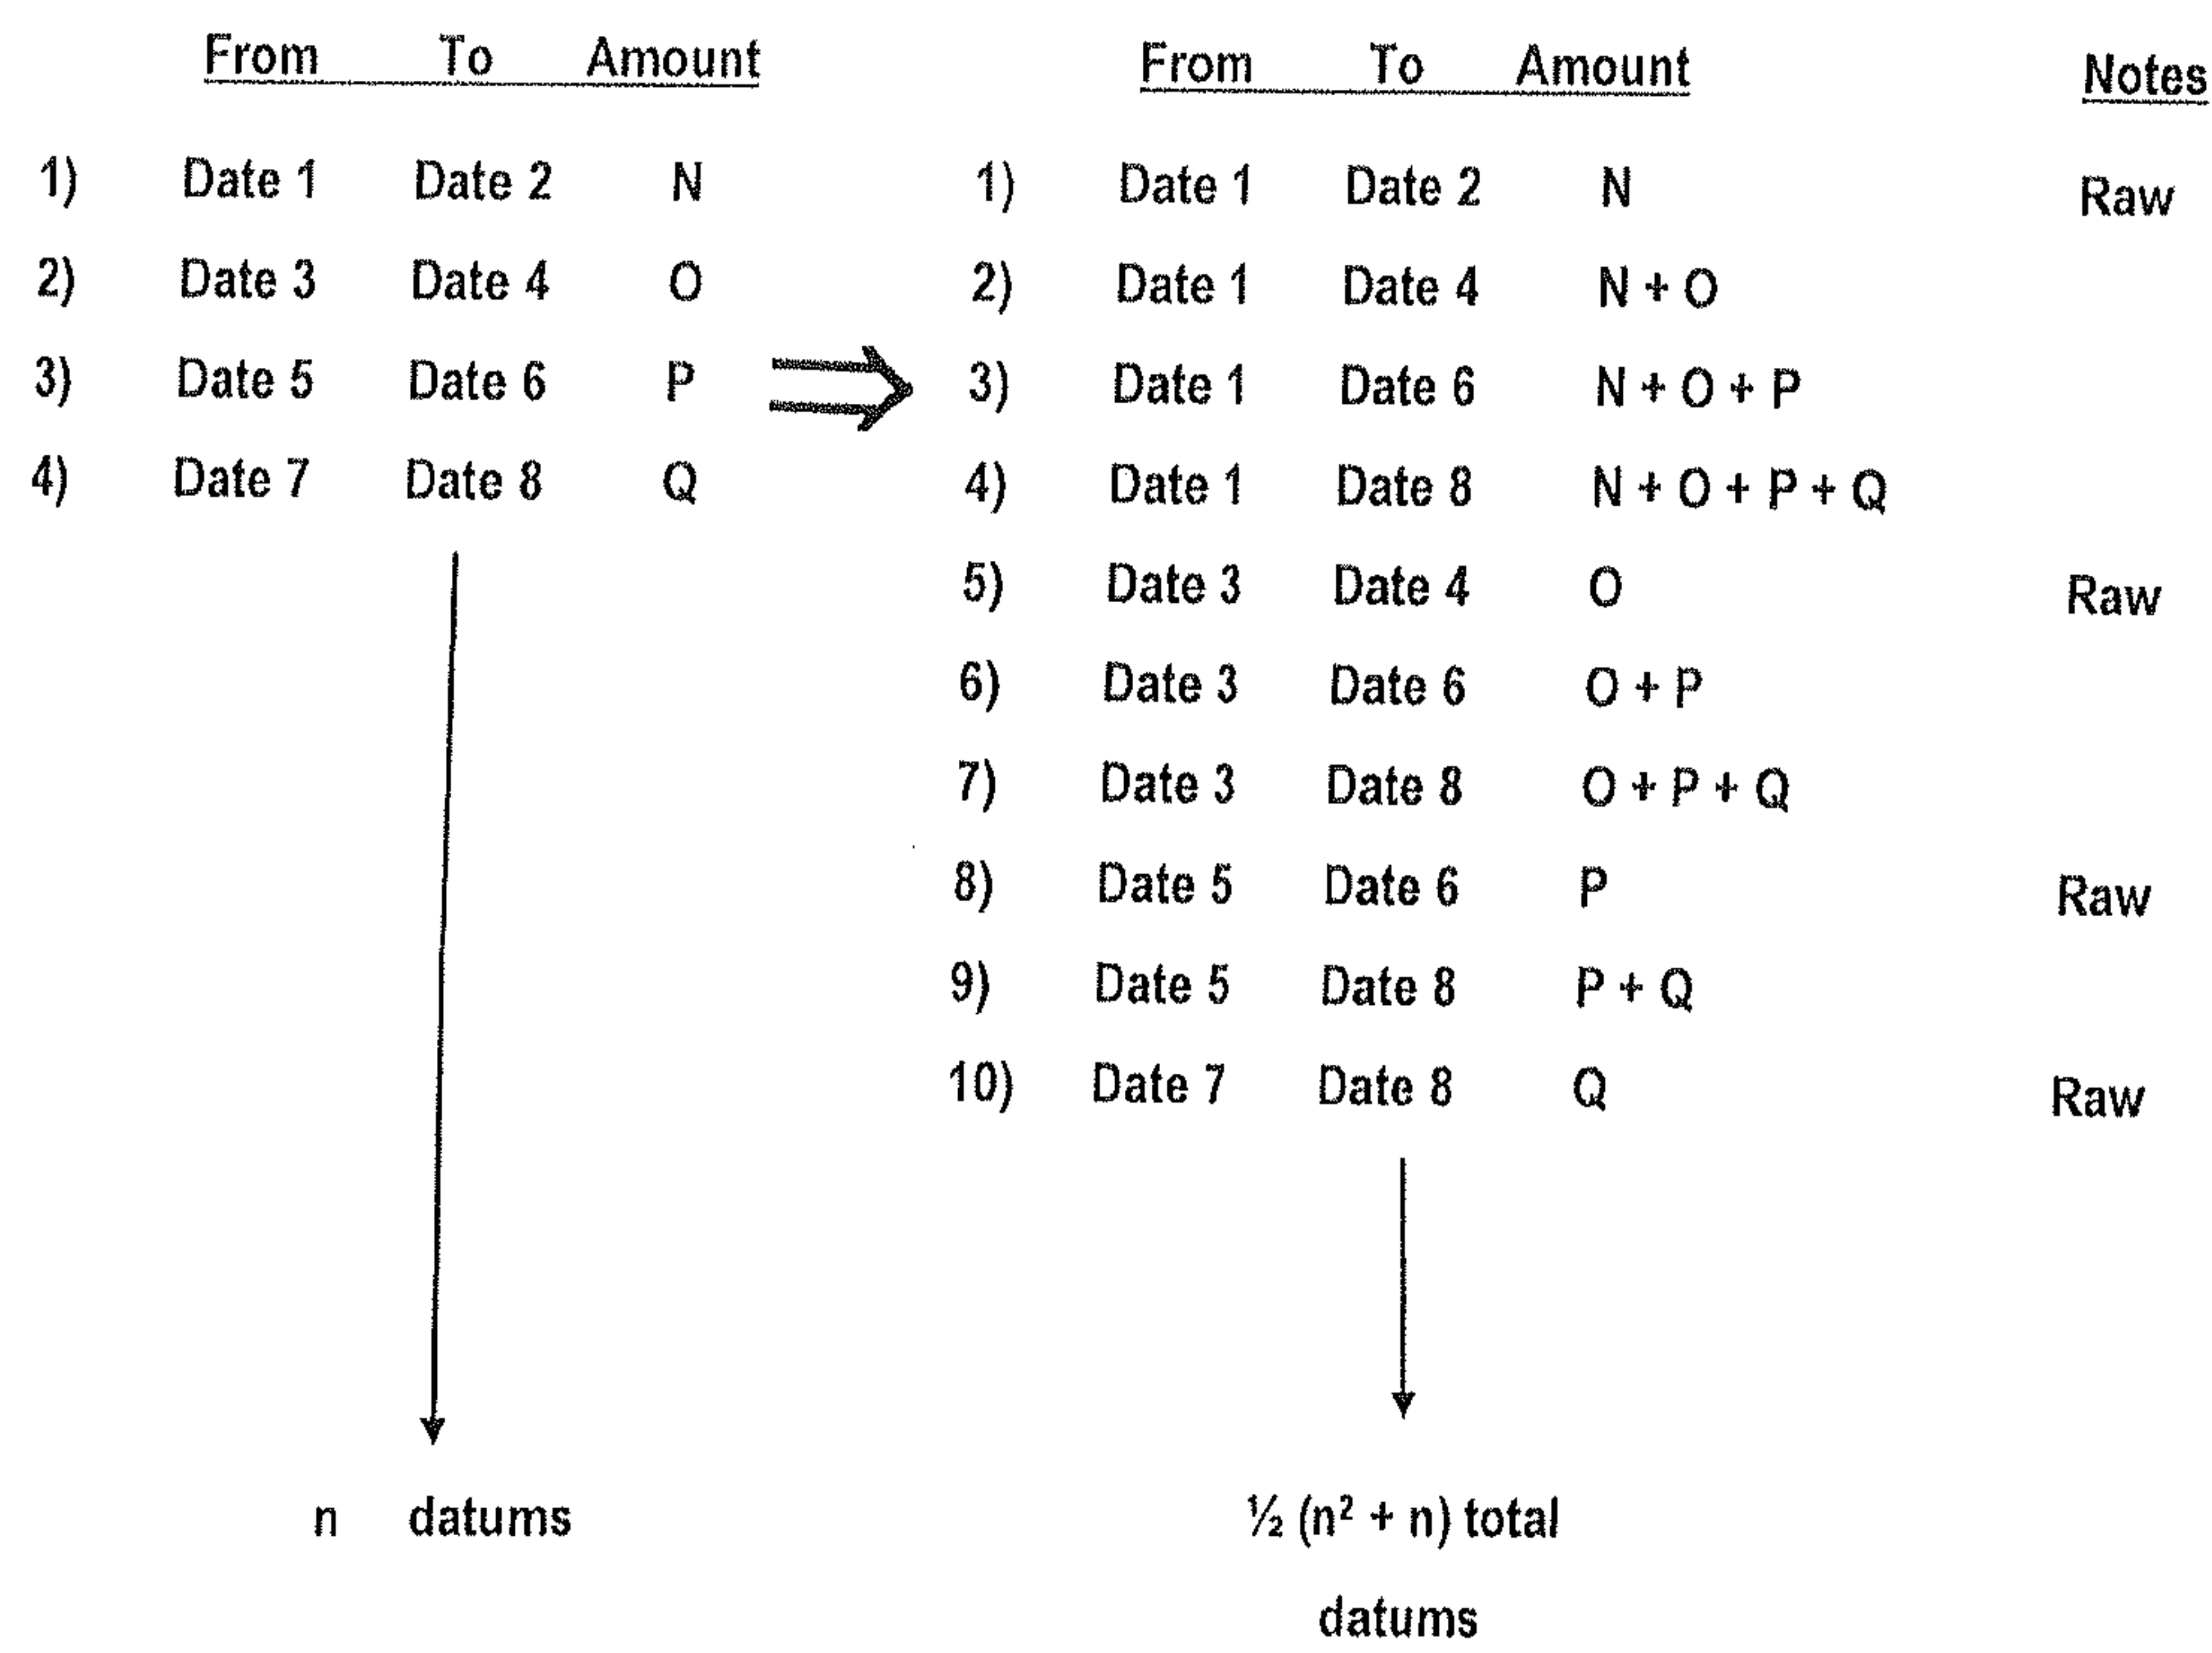 From To Amount
1) Date 1 Date 2 N
2) Date 3 Date 4 O
3) Date 5 Date 6 P
4) Date 7 Date 8 Q
n datums
From To Amount Notes
1) Date 1 Date 2 N Raw
2) Date 1 Date 4 N + O
3) Date 1 Date 6 N + O + P
4) Date 1 Date 8 N + O + P + Q
5) Date 3 Date 4 O Raw
6) Date 3 Date 6 O + P
7) Date 3 Date 8 O + P + Q
8) Date 5 Date 6 P Raw
9) Date 5 Date 8 P + Q
10) Date 7 Date 8 Q Raw
½ (n² + n) total
datums